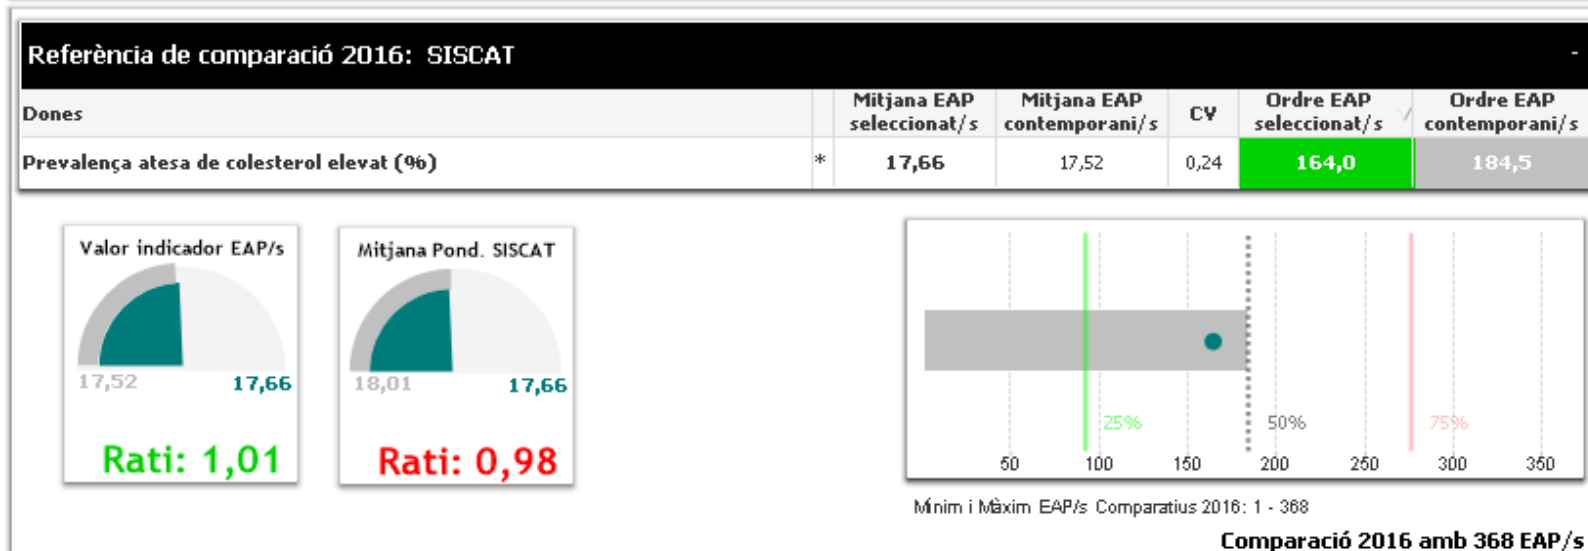 Referència de comparació 2016: SISCAT -
Dones Mitjana EAP seleccionat/s Mitjana EAP contemporani/s CV Ordre EAP seleccionat/s Ordre EAP contemporani/s
Prevalença atesa de colesterol elevat (%) * 17,66 17,52 0,24 164,0 184,5
Valor indicador EAP/s
17,52 17,66
Rati: 1,01
Mitjana Pond. SISCAT
18,01 17,66
Rati: 0,98
25% 50% 75%
50 100 150 200 250 300 350
Mínim i Màxim EAP/s Comparatius 2016: 1 - 368
Comparació 2016 amb 368 EAP/s